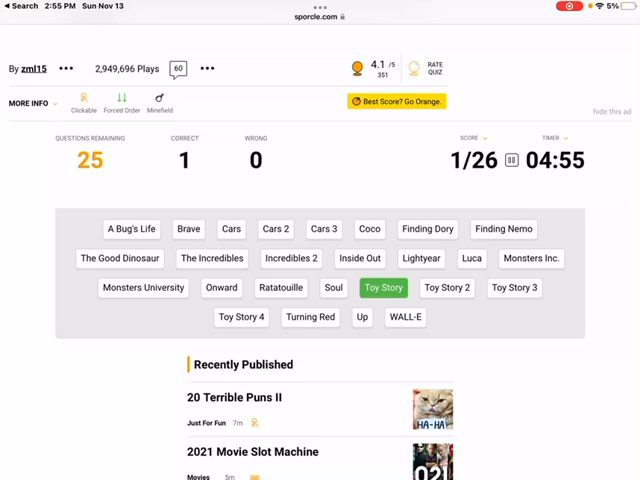 Search 2:55 PM Sun Nov 13 5%
sporcle.com
By zml15 2,949,696 Plays 60 4.1 /5 351 RATE QUIZ
MORE INFO Clickable Forced Order Minefield Best Score? Go Orange.
hide this ad
QUESTIONS REMAINING CORRECT WRONG SCORE TIMER
25 1 0 1/26 04:55
A Bug's Life Brave Cars Cars 2 Cars 3 Coco Finding Dory Finding Nemo
The Good Dinosaur The Incredibles Incredibles 2 Inside Out Lightyear Luca Monsters Inc.
Monsters University Onward Ratatouille Soul Toy Story Toy Story 2 Toy Story 3
Toy Story 4 Turning Red Up WALL-E
Recently Published
20 Terrible Puns II
Just For Fun 7m
HA-HA
2021 Movie Slot Machine
Movies 5m
021